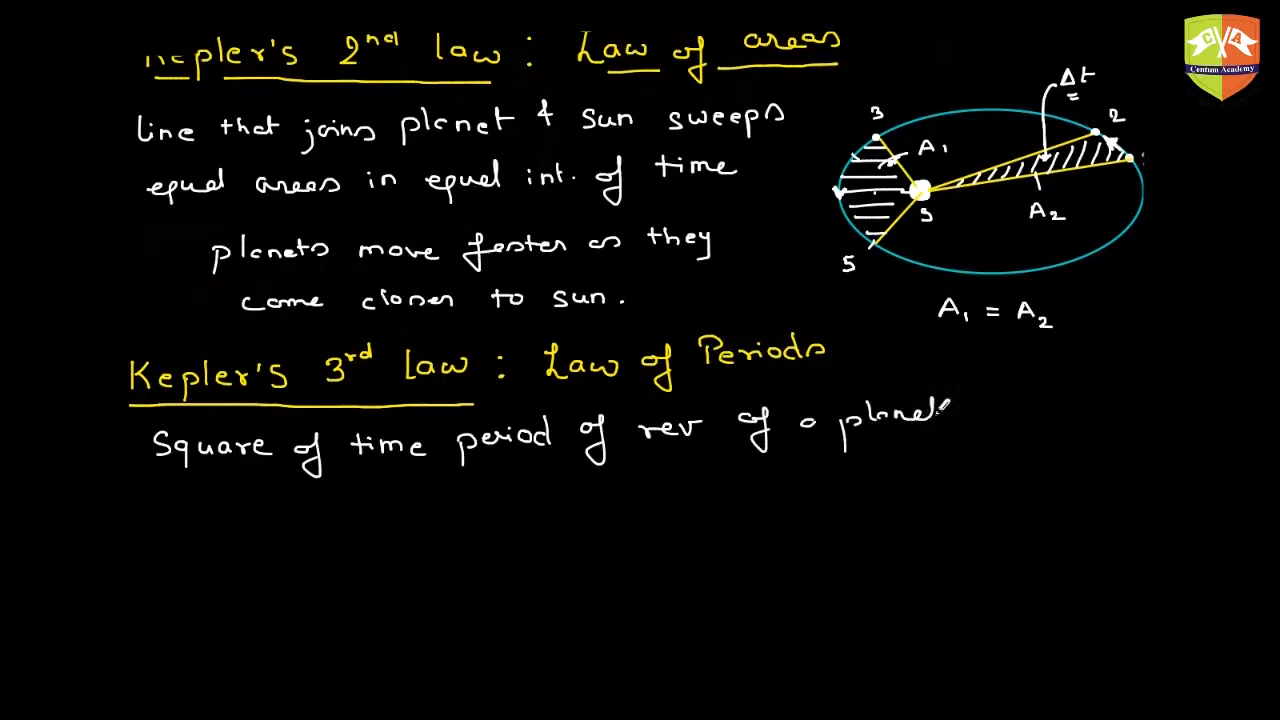 Kepler's 2nd law : Law of areas
line that joins planet & sun sweeps
equal areas in equal int. of time
planets move faster as they
come closer to sun.
Δt
3
2
A1
S
A2
5
A1 = A2
Kepler's 3rd law : Law of Periods
Square of time period of rev of a planet
C A
Centum Academy